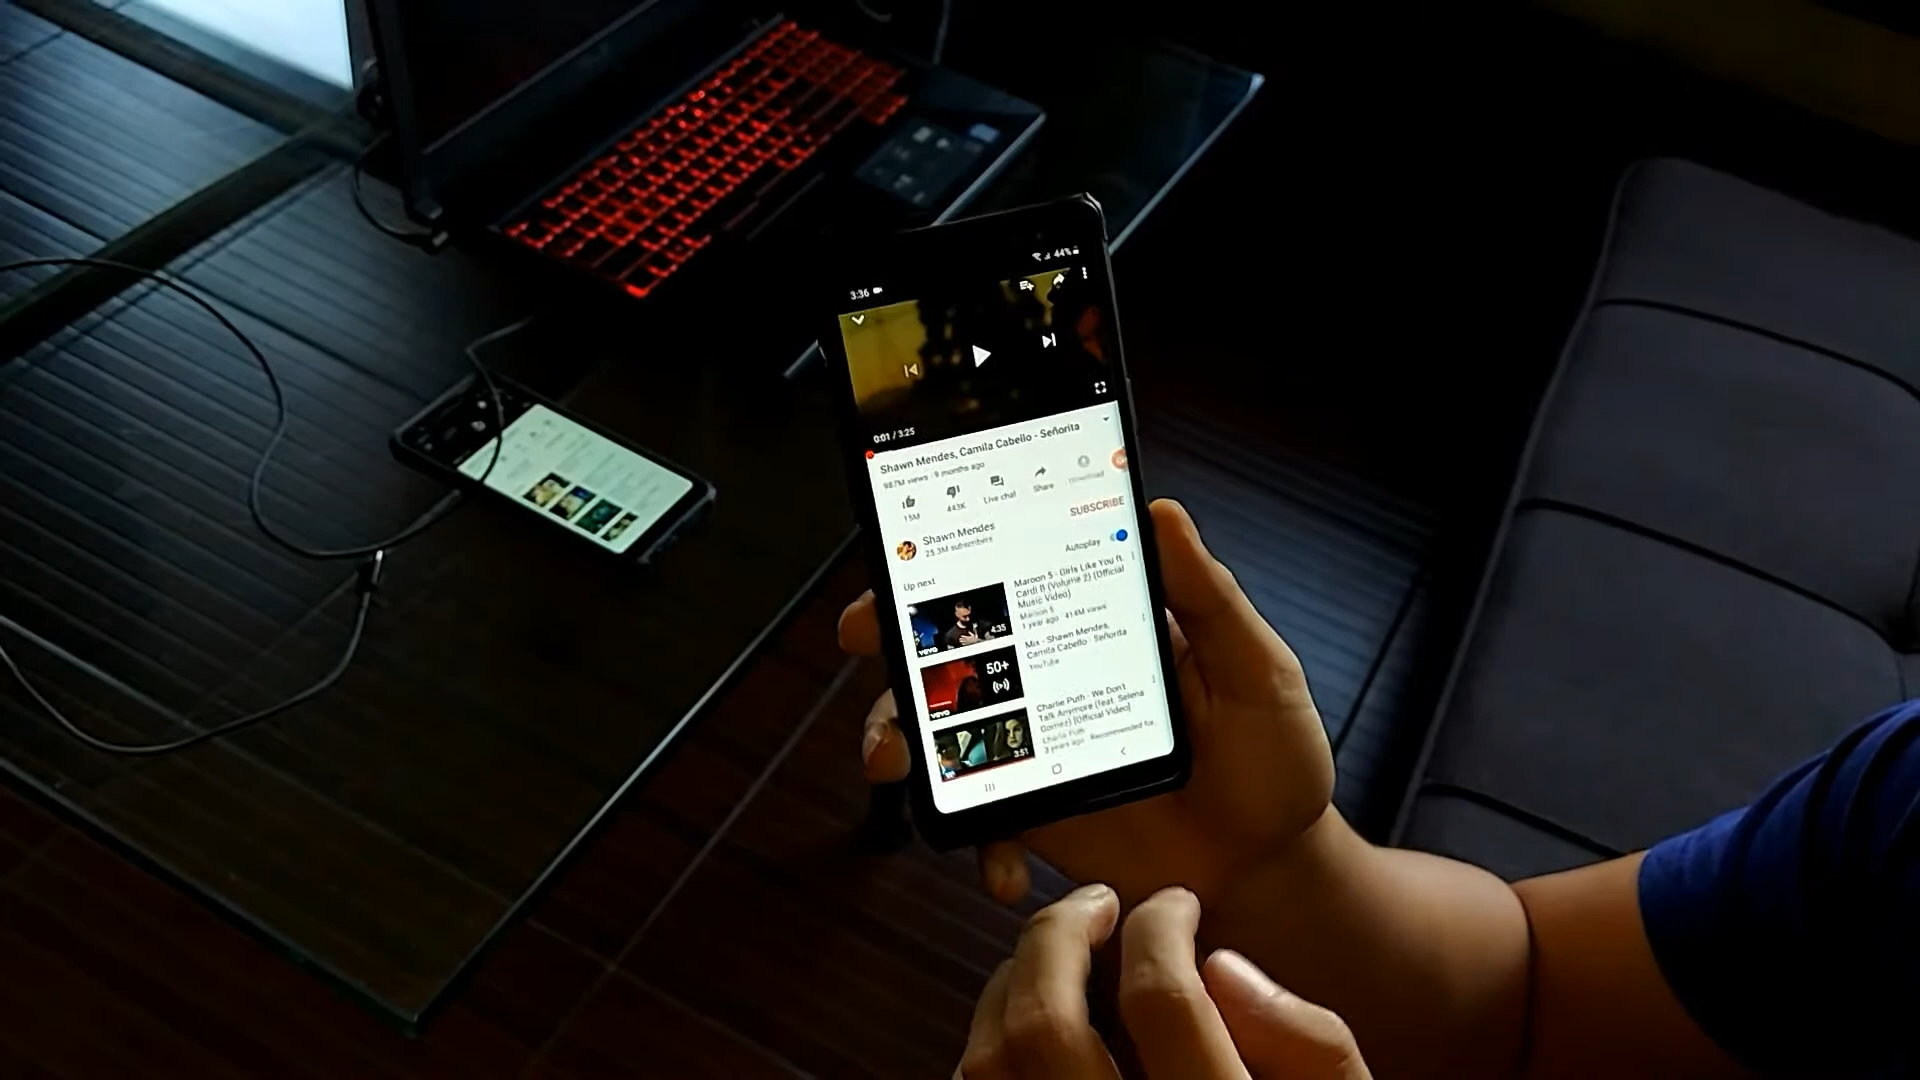 3:36
44%
0:01 / 3:25
Shawn Mendes, Camila Cabello - Señorita
987M views · 9 months ago
15M
443K
Live chat
Share
Download
Shawn Mendes
25.3M subscribers
SUBSCRIBE
Autoplay
Up next
Maroon 5 - Girls Like You ft.
Cardi B (Volume 2) (Official
Music Video)
Maroon 5
1 year ago · 414M views
4:35
vevo
Mix - Shawn Mendes,
Camila Cabello - Señorita
YouTube
50+
vevo
Charlie Puth - We Don't
Talk Anymore (feat. Selena
Gomez) [Official Video]
Charlie Puth
3 years ago · Recommended for...
3:51